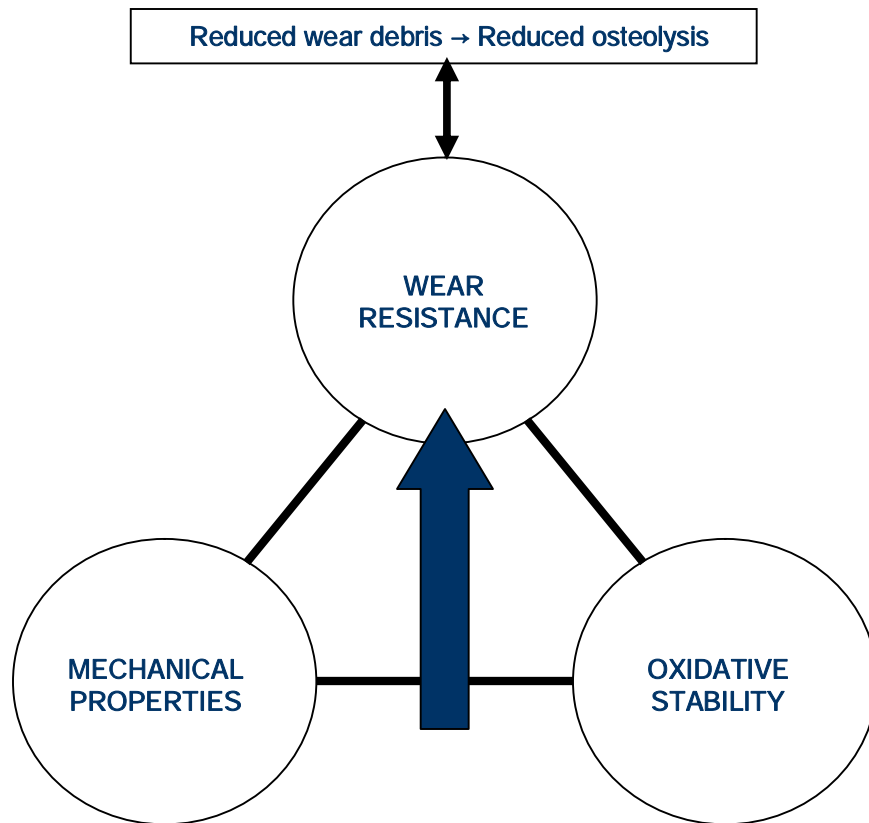 Reduced wear debris → Reduced osteolysis
WEAR
RESISTANCE
MECHANICAL
PROPERTIES
OXIDATIVE
STABILITY